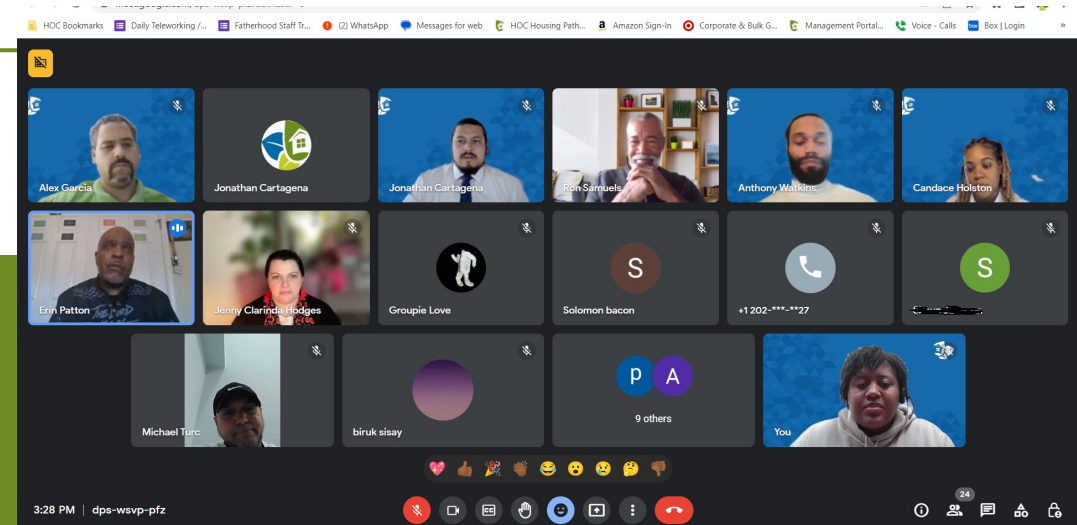 HOC Bookmarks Daily Teleworking /... Fatherhood Staff Tr... (2) WhatsApp Messages for web HOC Housing Path... Amazon Sign-In Corporate & Bulk G... Management Portal... Voice - Calls box Box | Login »
Alex Garcia Jonathan Cartagena Jonathan Cartagena Ron Samuels Anthony Watkins Candace Holston
S S
Erin Patton Jenny Clarinda Hodges Groupie Love Solomon bacon +1 202-***-**27
p A
9 others
Michael Turc biruk sisay You
24
3:28 PM | dps-wsvp-pfz CC